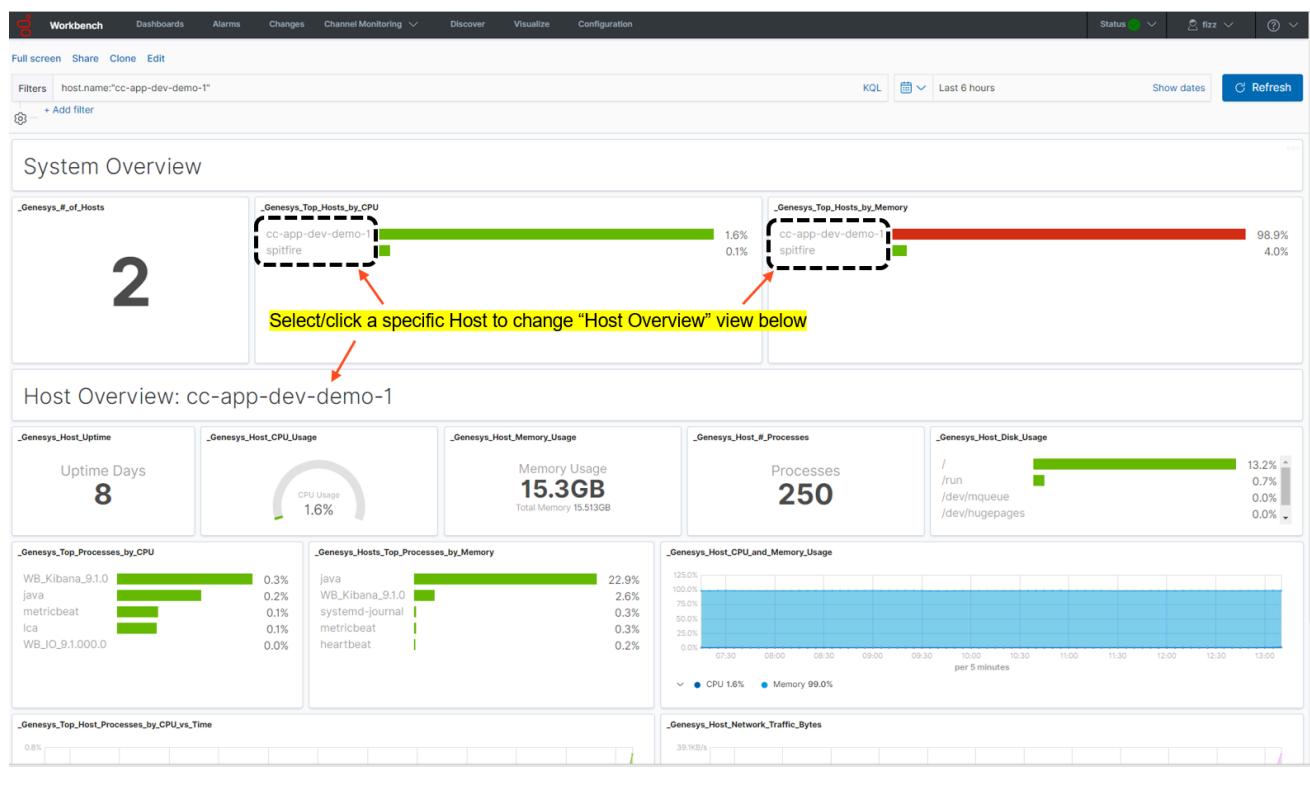 Workbench Dashboards Alarms Changes Channel Monitoring Discover Visualize Configuration Status fizz ?
Full screen Share Clone Edit
Filters host.name:"cc-app-dev-demo-1" KQL Last 6 hours Show dates Refresh
+ Add filter
System Overview
_Genesys_#_of_Hosts
2
_Genesys_Top_Hosts_by_CPU
cc-app-dev-demo-1 1.6%
spitfire 0.1%
_Genesys_Top_Hosts_by_Memory
cc-app-dev-demo-1 98.9%
spitfire 4.0%
Select/click a specific Host to change “Host Overview” view below
Host Overview: cc-app-dev-demo-1
_Genesys_Host_Uptime
Uptime Days
8
_Genesys_Host_CPU_Usage
CPU Usage
1.6%
_Genesys_Host_Memory_Usage
Memory Usage
15.3GB
Total Memory 15.513GB
_Genesys_Host_#_Processes
Processes
250
_Genesys_Host_Disk_Usage
/ 13.2%
/run 0.7%
/dev/mqueue 0.0%
/dev/hugepages 0.0%
_Genesys_Top_Processes_by_CPU
WB_Kibana_9.1.0 0.3%
java 0.2%
metricbeat 0.1%
lca 0.1%
WB_IO_9.1.000.0 0.0%
_Genesys_Hosts_Top_Processes_by_Memory
java 22.9%
WB_Kibana_9.1.0 2.6%
systemd-journal 0.3%
metricbeat 0.3%
heartbeat 0.2%
_Genesys_Host_CPU_and_Memory_Usage
125.0%
100.0%
75.0%
50.0%
25.0%
0.0%
07:30 08:00 08:30 09:00 09:30 10:00 10:30 11:00 11:30 12:00 12:30 13:00
per 5 minutes
CPU 1.6% Memory 99.0%
_Genesys_Top_Host_Processes_by_CPU_vs_Time
0.8%
_Genesys_Host_Network_Traffic_Bytes
39.1KB/s